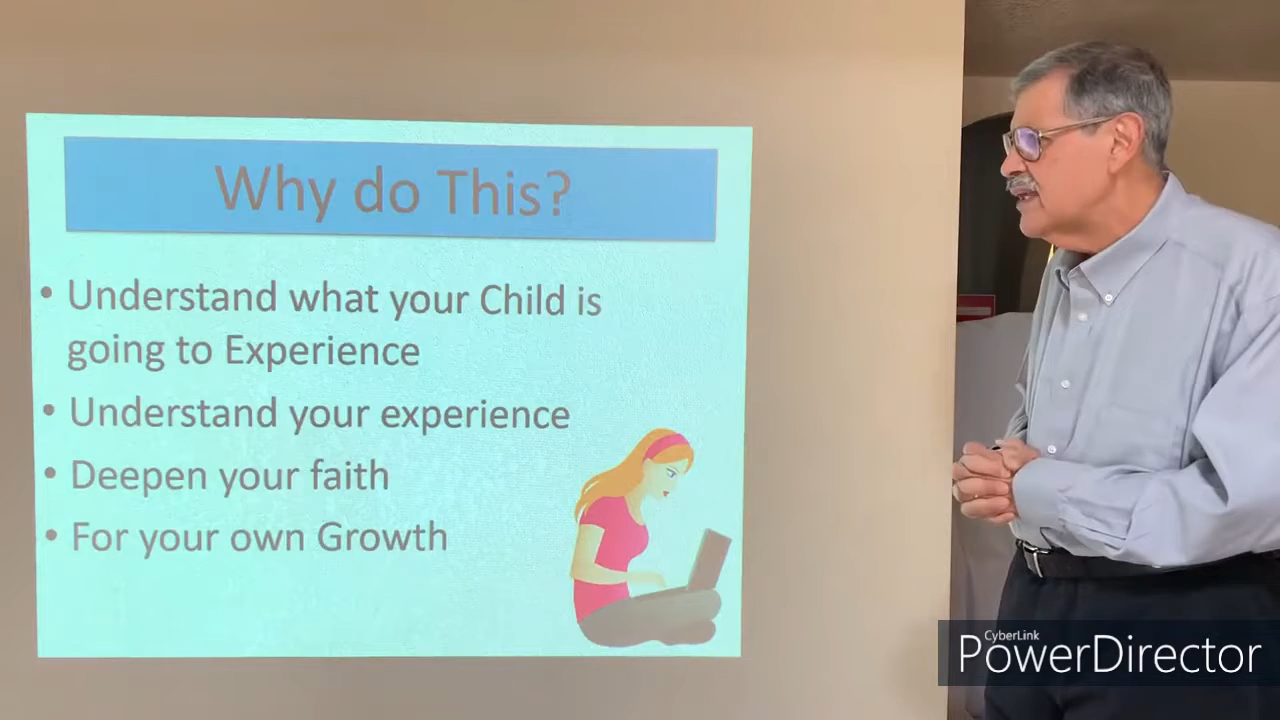 Why do This?
• Understand what your Child is
going to Experience
• Understand your experience
• Deepen your faith
• For your own Growth
CyberLink
PowerDirector